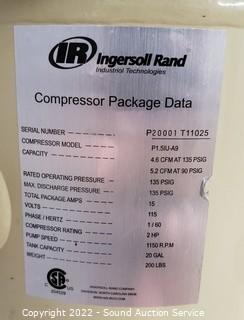 IR Ingersoll Rand
Industrial Technologies
Compressor Package Data
SERIAL NUMBER P20001 T11025
COMPRESSOR MODEL P1.5IU-A9
CAPACITY 4.6 CFM AT 135 PSIG
5.2 CFM AT 90 PSIG
RATED OPERATING PRESSURE 135 PSIG
MAX. DISCHARGE PRESSURE 135 PSIG
TOTAL PACKAGE AMPS 15
VOLTS 115
PHASE / HERTZ 1 / 60
COMPRESSOR RATING 2 HP
PUMP SPEED 1150 R.P.M
TANK CAPACITY 20 GAL
WEIGHT 200 LBS
INGERSOLL-RAND COMPANY
Copyright 2022 - Sound Auction Service